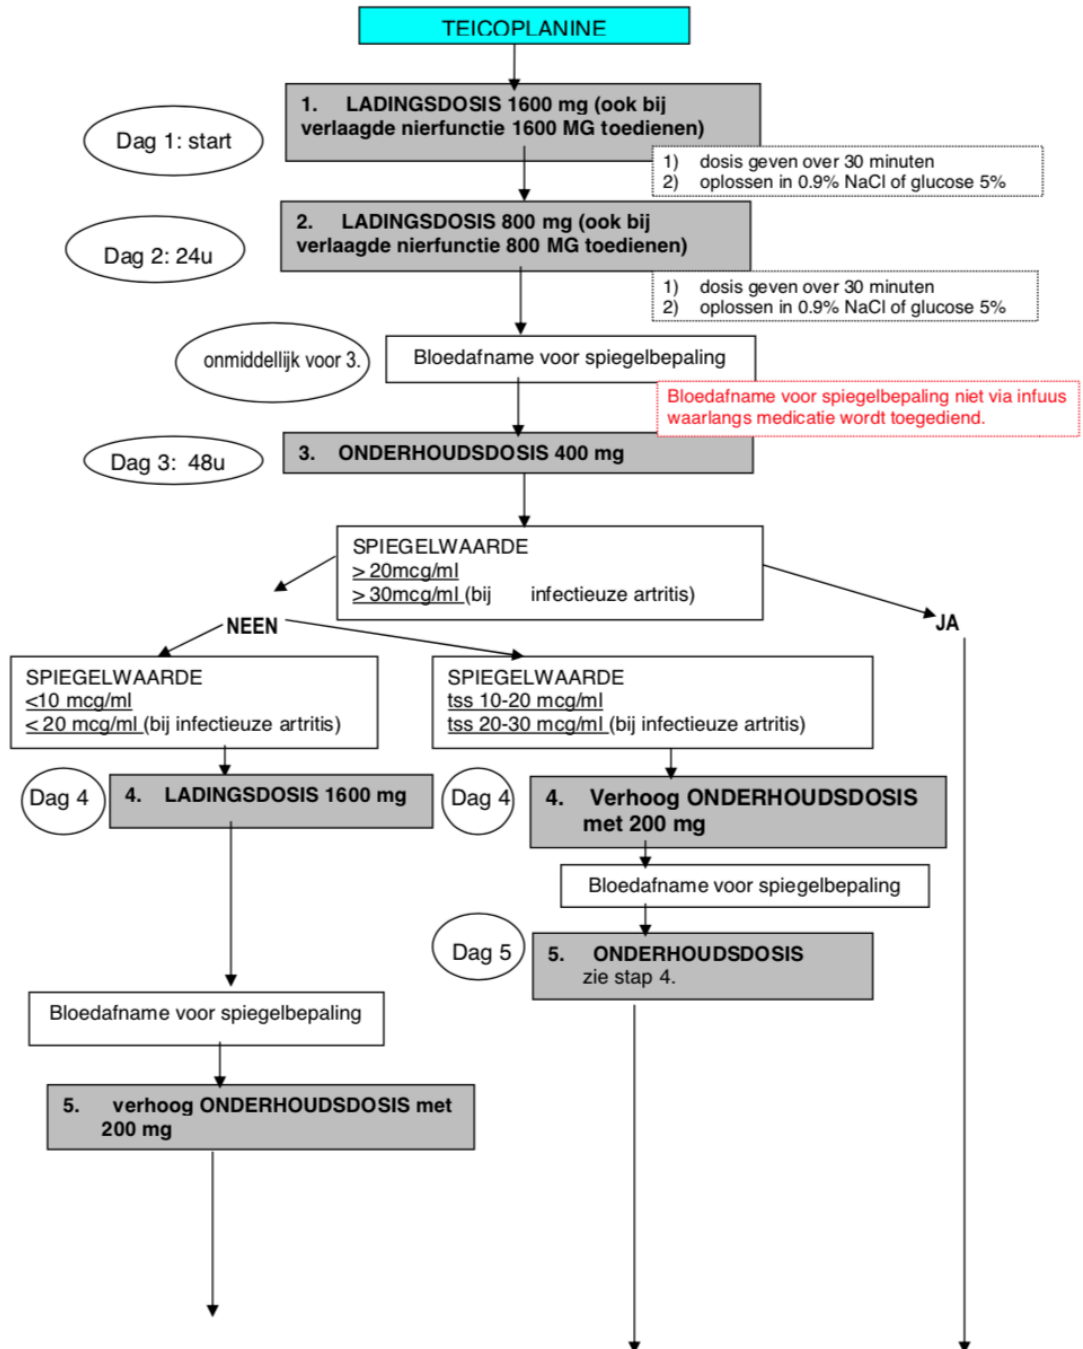 TEICOPLANINE
1. LADINGSDOSIS 1600 mg (ook bij
verlaagde nierfunctie 1600 MG toedienen)
Dag 1: start
1) dosis geven over 30 minuten
2) oplossen in 0.9% NaCl of glucose 5%
2. LADINGSDOSIS 800 mg (ook bij
verlaagde nierfunctie 800 MG toedienen)
Dag 2: 24u
1) dosis geven over 30 minuten
2) oplossen in 0.9% NaCl of glucose 5%
onmiddellijk voor 3.
Bloedafname voor spiegelbepaling
Bloedafname voor spiegelbepaling niet via infuus
waarlangs medicatie wordt toegediend.
Dag 3: 48u
3. ONDERHOUDSDOSIS 400 mg
SPIEGELWAARDE
> 20mcg/ml
> 30mcg/ml (bij infectieuze artritis)
NEEN
JA
SPIEGELWAARDE
<10 mcg/ml
< 20 mcg/ml (bij infectieuze artritis)
SPIEGELWAARDE
tss 10-20 mcg/ml
tss 20-30 mcg/ml (bij infectieuze artritis)
Dag 4
4. LADINGSDOSIS 1600 mg
Dag 4
4. Verhoog ONDERHOUDSDOSIS
met 200 mg
Bloedafname voor spiegelbepaling
Dag 5
5. ONDERHOUDSDOSIS
zie stap 4.
Bloedafname voor spiegelbepaling
5. verhoog ONDERHOUDSDOSIS met
200 mg